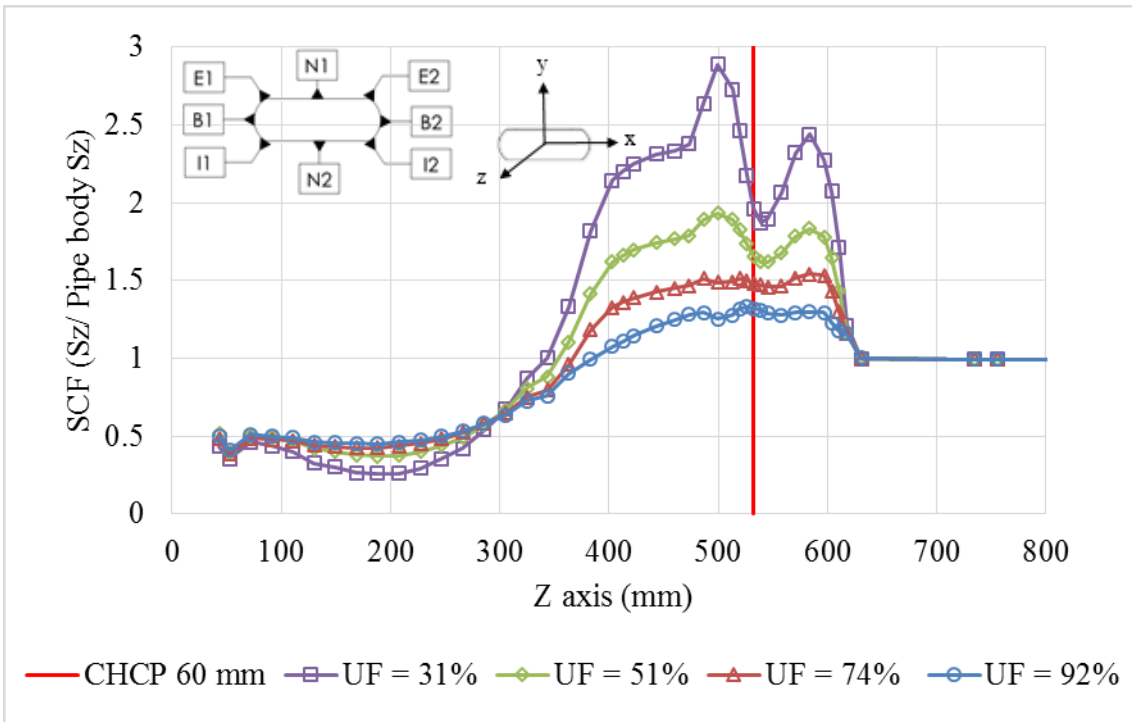 SCF (Sz/ Pipe body Sz)
3
2.5
2
1.5
1
0.5
0
E1 N1 E2
B1 B2
I1 N2 I2
y
x
z
0 100 200 300 400 500 600 700 800
Z axis (mm)
CHCP 60 mm UF = 31% UF = 51% UF = 74% UF = 92%